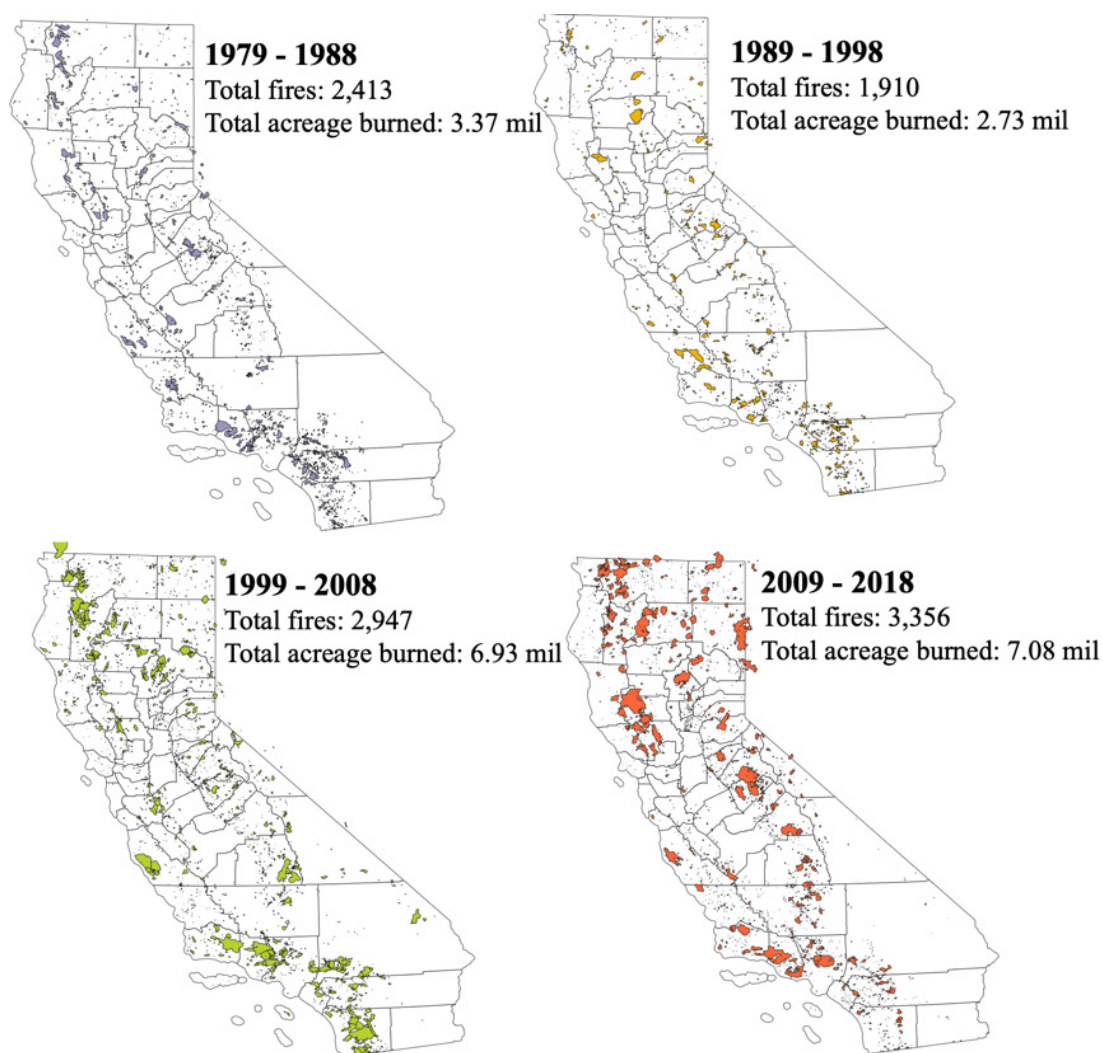 1979 - 1988
Total fires: 2,413
Total acreage burned: 3.37 mil
1989 - 1998
Total fires: 1,910
Total acreage burned: 2.73 mil
1999 - 2008
Total fires: 2,947
Total acreage burned: 6.93 mil
2009 - 2018
Total fires: 3,356
Total acreage burned: 7.08 mil